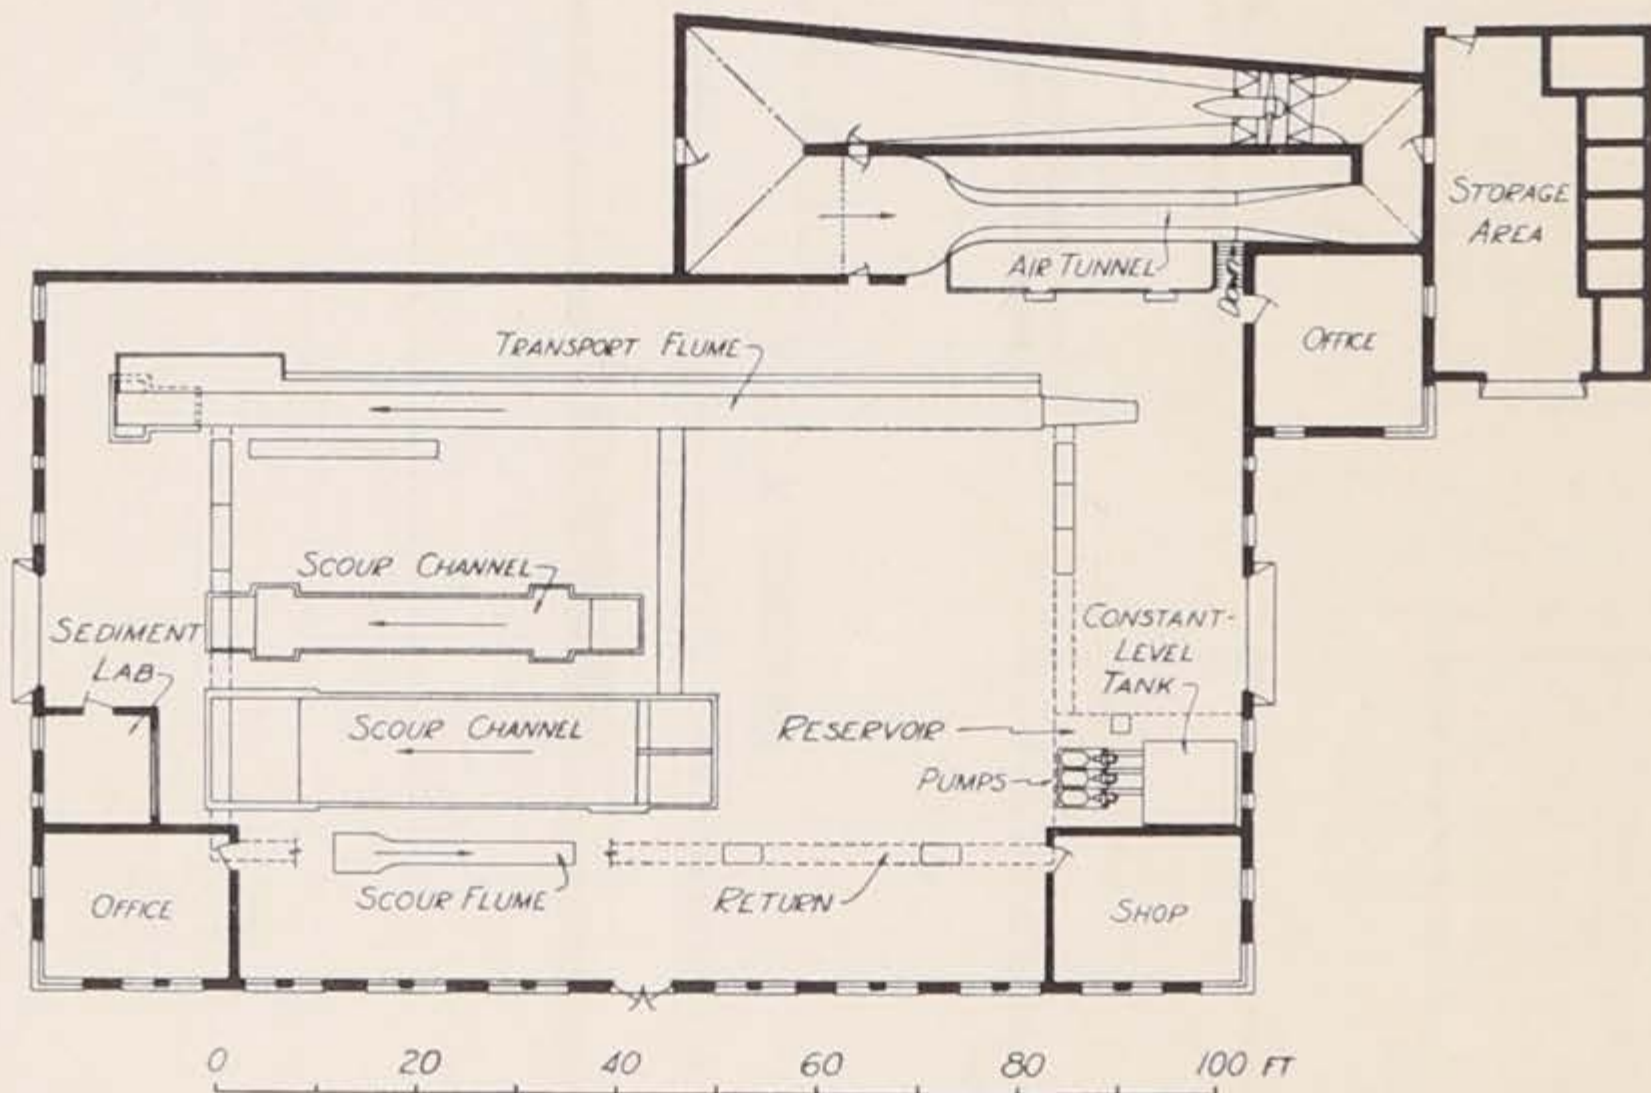 STORAGE
AREA
AIR TUNNEL
DOWN
OFFICE
TRANSPORT FLUME
SCOUR CHANNEL
SEDIMENT
LAB
CONSTANT-
LEVEL
TANK
SCOUR CHANNEL
RESERVOIR
PUMPS
OFFICE
SCOUR FLUME
RETURN
SHOP
0 20 40 60 80 100 FT